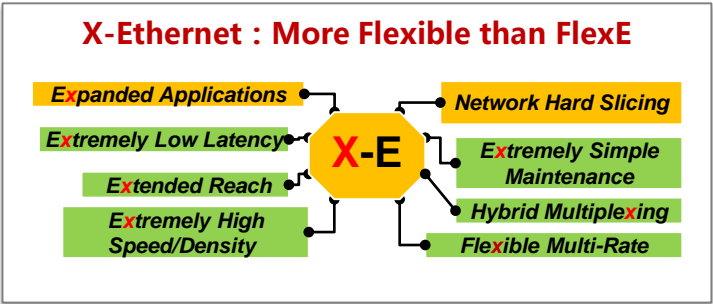 X-Ethernet : More Flexible than FlexE
Expanded Applications
Extremely Low Latency
Extended Reach
Extremely High
Speed/Density
X-E
Network Hard Slicing
Extremely Simple
Maintenance
Hybrid Multiplexing
Flexible Multi-Rate